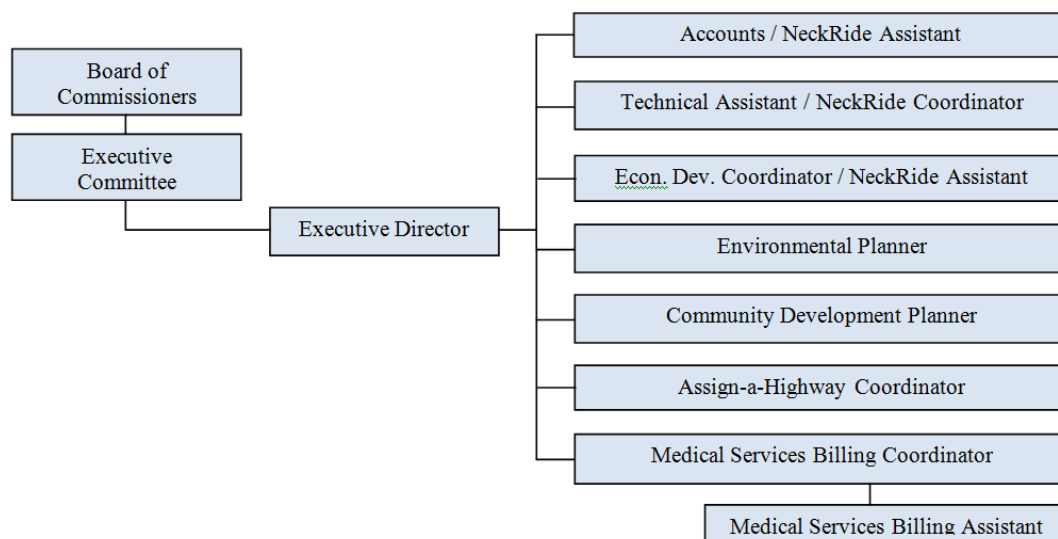 Board of
Commissioners
Executive
Committee
Executive Director
Accounts / NeckRide Assistant
Technical Assistant / NeckRide Coordinator
Econ. Dev. Coordinator / NeckRide Assistant
Environmental Planner
Community Development Planner
Assign-a-Highway Coordinator
Medical Services Billing Coordinator
Medical Services Billing Assistant